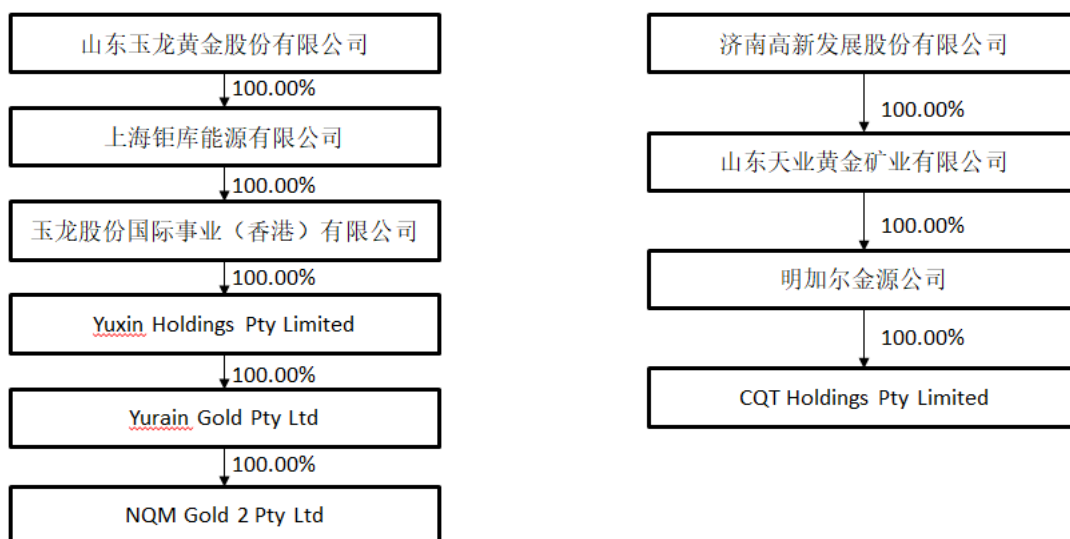 山东玉龙黄金股份有限公司
100.00%
上海钜库能源有限公司
100.00%
玉龙股份国际事业（香港）有限公司
100.00%
Yuxin Holdings Pty Limited
100.00%
Yurain Gold Pty Ltd
100.00%
NQM Gold 2 Pty Ltd
济南高新发展股份有限公司
100.00%
山东天业黄金矿业有限公司
100.00%
明加尔金源公司
100.00%
CQT Holdings Pty Limited